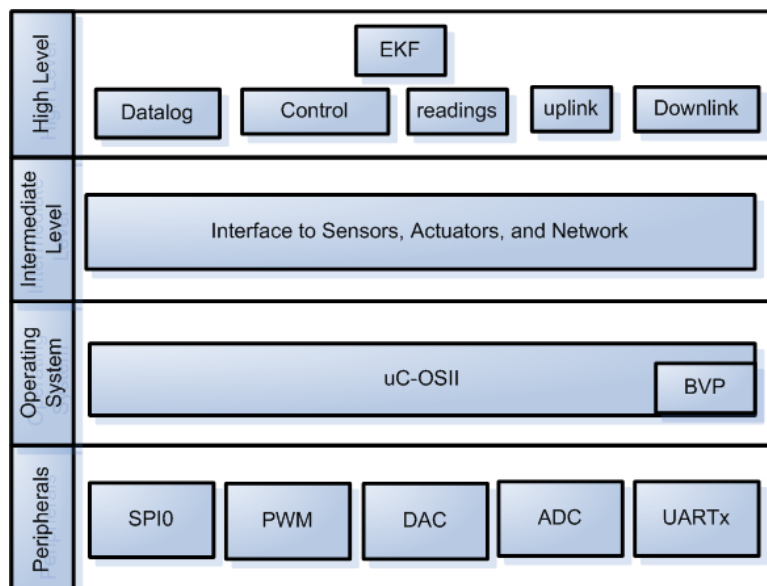 High Level
EKF
Datalog
Control
readings
uplink
Downlink
Intermediate
Level
Interface to Sensors, Actuators, and Network
Operating
System
uC-OSII
BVP
Peripherals
SPI0
PWM
DAC
ADC
UARTx